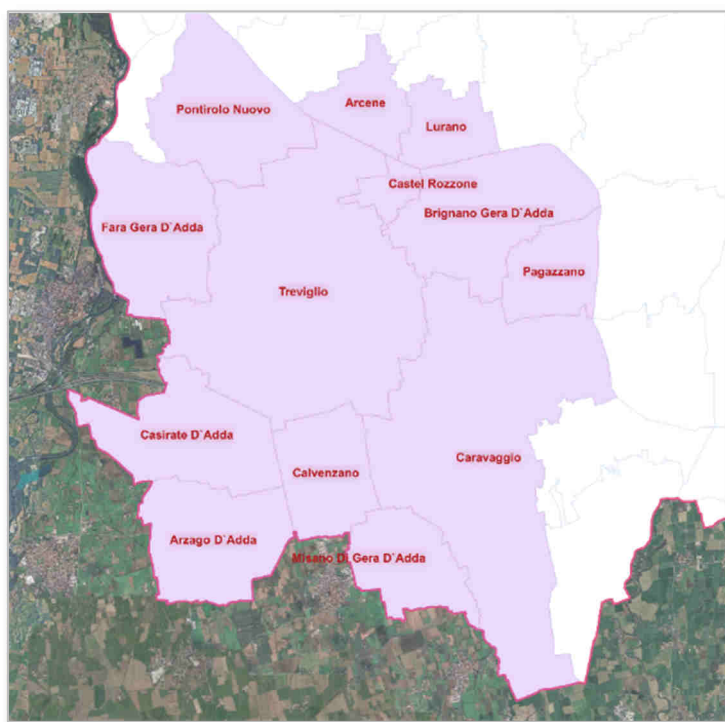 Pontirolo Nuovo
Arcene
Lurano
Castel Rozzone
Brignano Gera D`Adda
Fara Gera D`Adda
Pagazzano
Treviglio
Casirate D`Adda
Calvenzano
Caravaggio
Arzago D`Adda
Misano Di Gera D`Adda